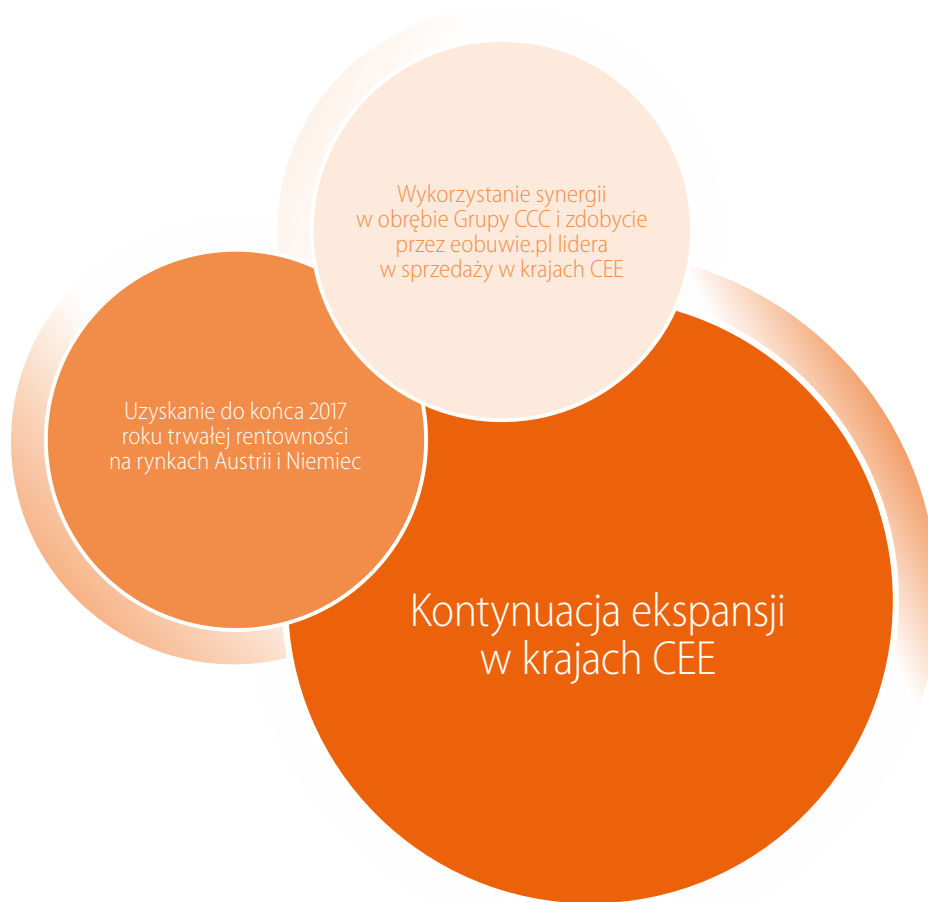 Wykorzystanie synergii
w obrębie Grupy CCC i zdobycie
przez eobuwie.pl lidera
w sprzedaży w krajach CEE
Uzyskanie do końca 2017
roku trwałej rentowności
na rynkach Austrii i Niemiec
Kontynuacja ekspansji
w krajach CEE